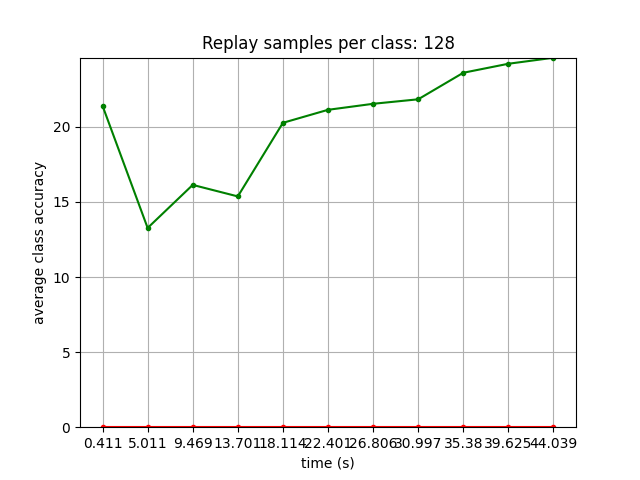 Replay samples per class: 128
average class accuracy
20
15
10
5
0
0.411 5.011 9.469 13.701 18.114 22.401 26.806 30.997 35.38 39.625 44.039
time (s)